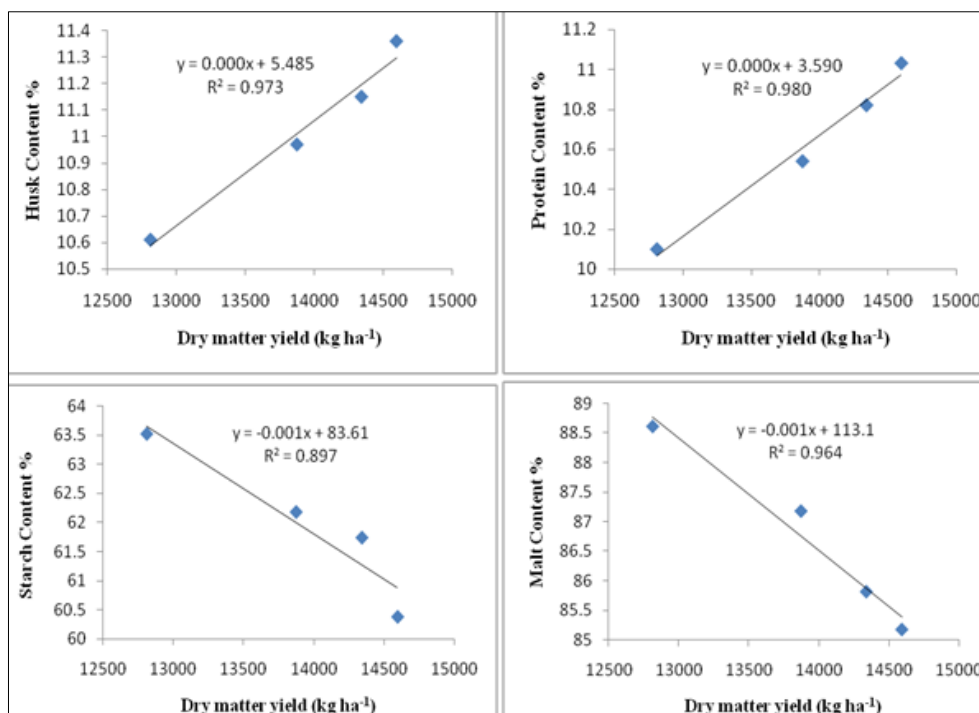 11.4
11.3
11.2
11.1
11
10.9
10.8
10.7
10.6
10.5
Husk Content %
y = 0.000x + 5.485
R² = 0.973
12500 13000 13500 14000 14500 15000
Dry matter yield (kg ha⁻¹)
11.2
11
10.8
10.6
10.4
10.2
10
Protein Content %
y = 0.000x + 3.590
R² = 0.980
12500 13000 13500 14000 14500 15000
Dry matter yield (kg ha⁻¹)
64
63.5
63
62.5
62
61.5
61
60.5
60
Starch Content %
y = -0.001x + 83.61
R² = 0.897
12500 13000 13500 14000 14500 15000
Dry matter yield (kg ha⁻¹)
89
88.5
88
87.5
87
86.5
86
85.5
85
Malt Content %
y = -0.001x + 113.1
R² = 0.964
12500 13000 13500 14000 14500 15000
Dry matter yield (kg ha⁻¹)